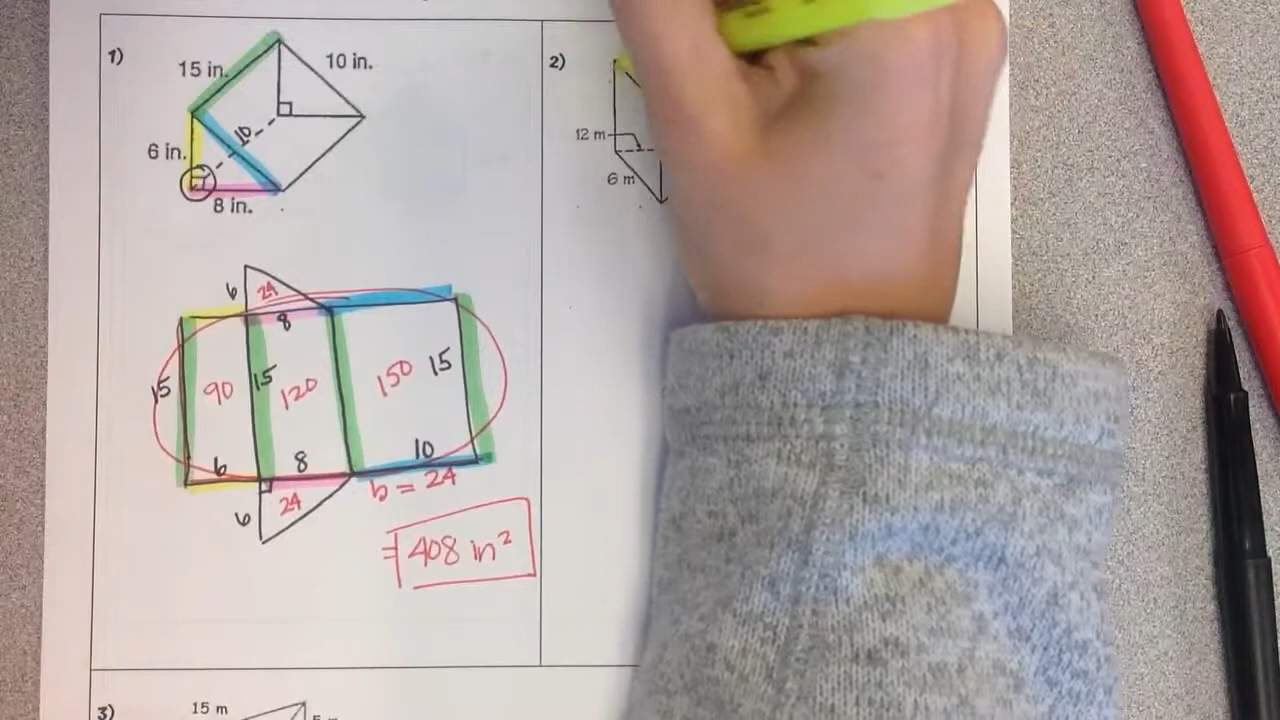 1)
15 in.
10 in.
10
6 in.
8 in.
2)
12 m
6 m
6
24
8
15
90
15
120
150
15
6
8
10
6
24
b = 24
= 408 in²
3)
15 m